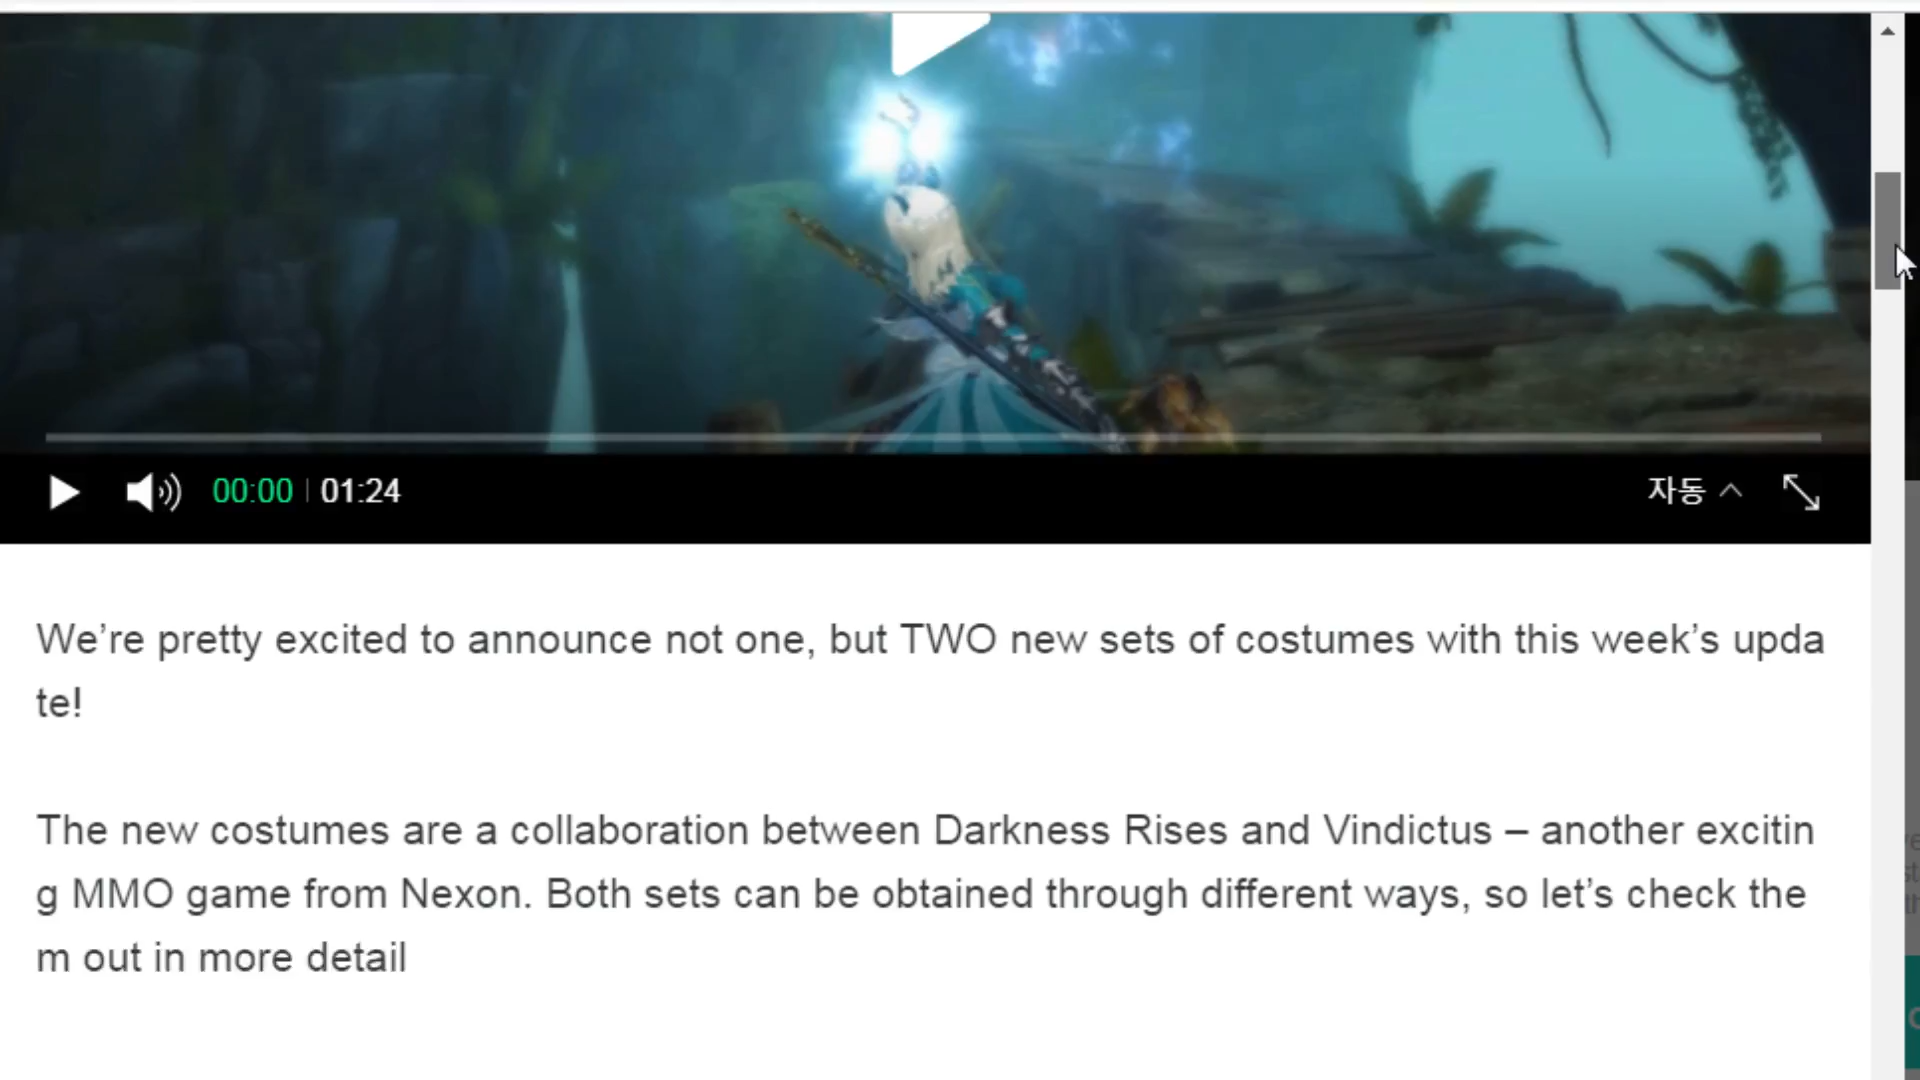 00:00 01:24 자동
We’re pretty excited to announce not one, but TWO new sets of costumes with this week’s upda
te!
The new costumes are a collaboration between Darkness Rises and Vindictus – another excitin
g MMO game from Nexon. Both sets can be obtained through different ways, so let’s check the
m out in more detail